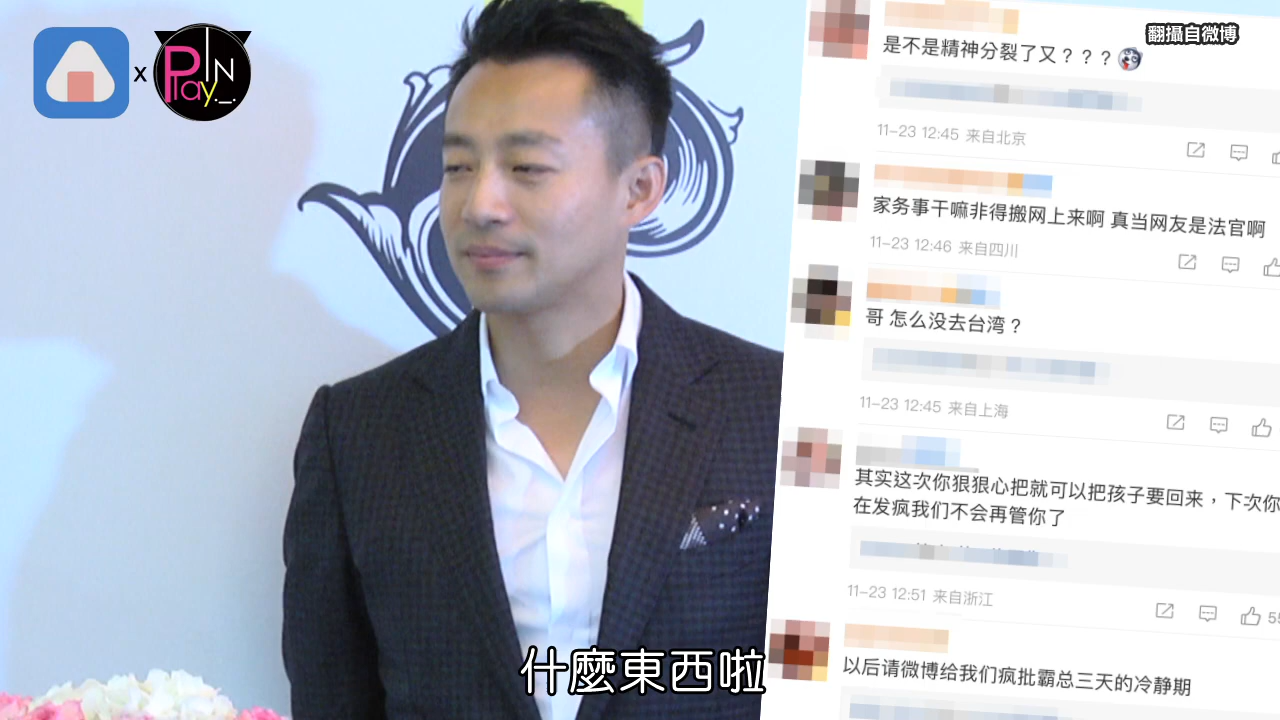 x
PlayIN
翻攝自微博
是不是精神分裂了又？？？
11-23 12:45 来自北京
家务事干嘛非得搬网上来啊 真当网友是法官啊
11-23 12:46 来自四川
哥 怎么没去台湾？
11-23 12:45 来自上海
其实这次你狠狠心把就可以把孩子要回来，下次你
在发疯我们不会再管你了
11-23 12:51 来自浙江
以后请微博给我们疯批霸总三天的冷静期
什麼東西啦